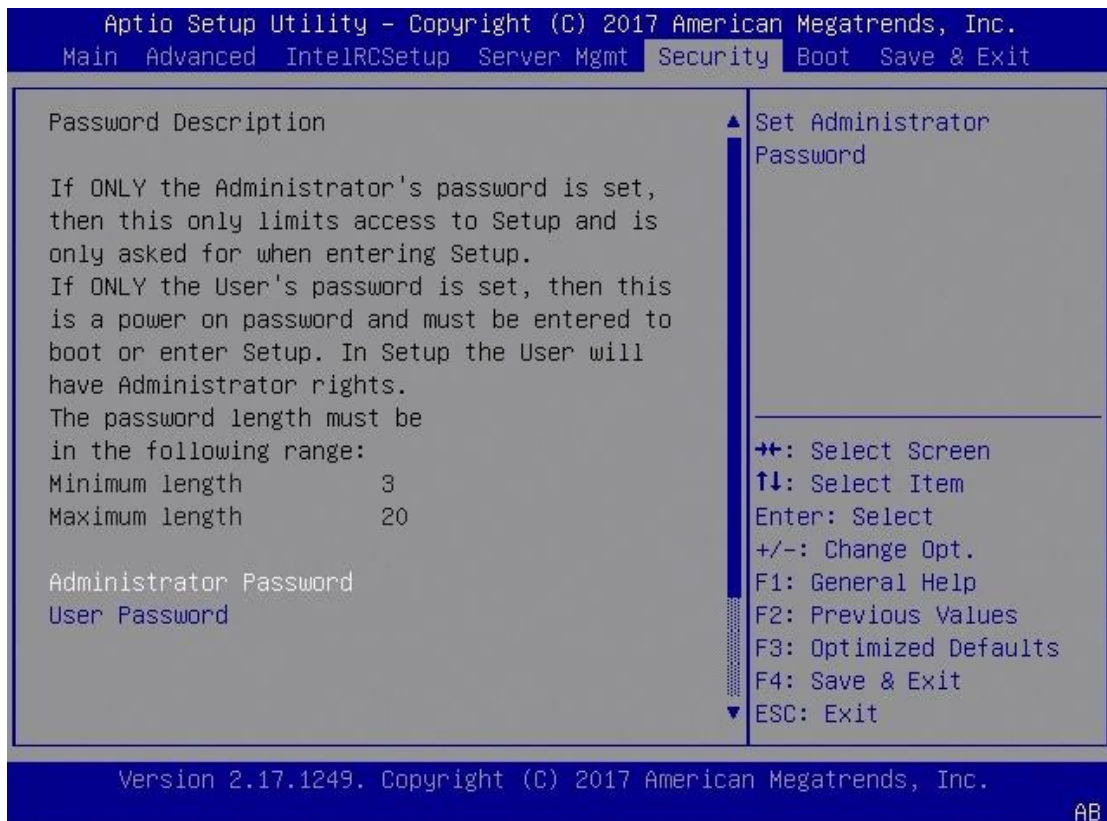 Aptio Setup Utility – Copyright (C) 2017 American Megatrends, Inc.
Main Advanced IntelRCSetup Server Mgmt Security Boot Save & Exit
Password Description
If ONLY the Administrator's password is set,
then this only limits access to Setup and is
only asked for when entering Setup.
If ONLY the User's password is set, then this
is a power on password and must be entered to
boot or enter Setup. In Setup the User will
have Administrator rights.
The password length must be
in the following range:
Minimum length 3
Maximum length 20
Administrator Password
User Password
Set Administrator
Password
→←: Select Screen
↑↓: Select Item
Enter: Select
+/-: Change Opt.
F1: General Help
F2: Previous Values
F3: Optimized Defaults
F4: Save & Exit
ESC: Exit
Version 2.17.1249. Copyright (C) 2017 American Megatrends, Inc.
AB